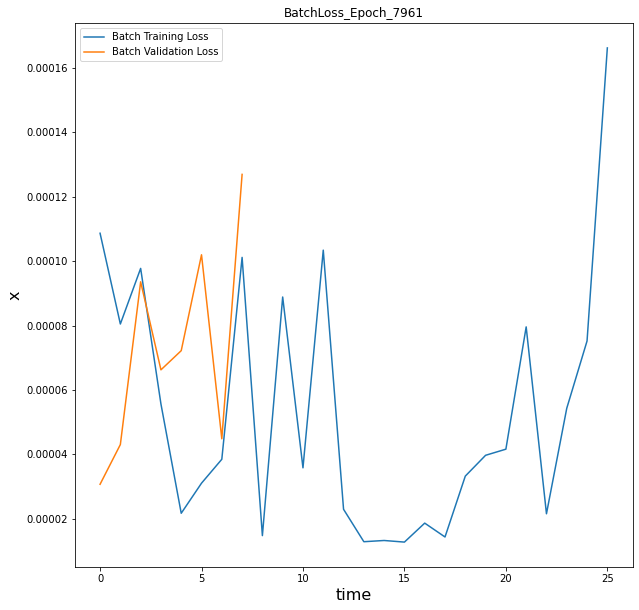 BatchLoss_Epoch_7961
Batch Training Loss
Batch Validation Loss
0.00016
0.00014
0.00012
0.00010
0.00008
0.00006
0.00004
0.00002
x
0 5 10 15 20 25
time